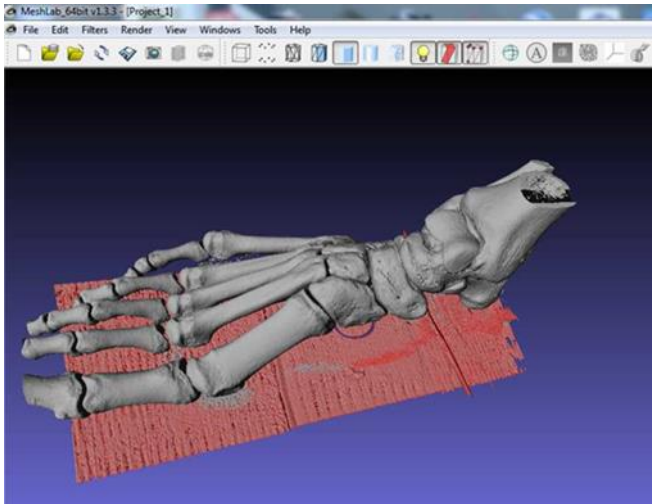 MeshLab_64bit v1.3.3 - [Project_1]
File Edit Filters Render View Windows Tools Help
A